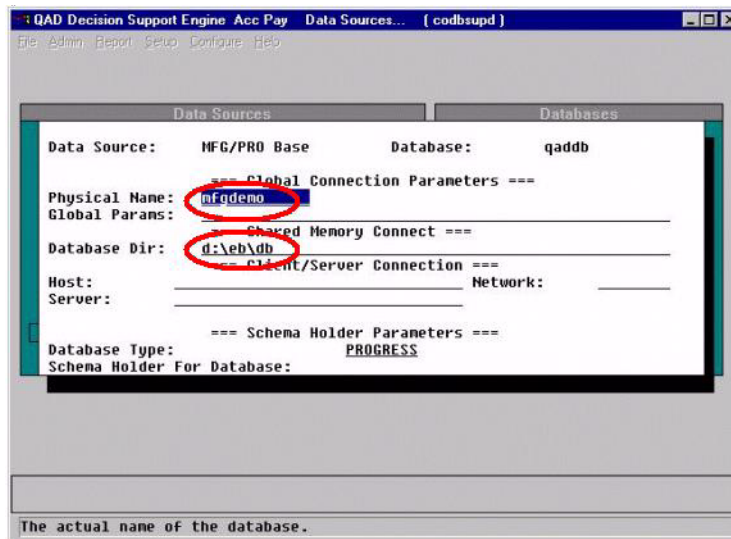 QAD Decision Support Engine Acc Pay Data Sources... ( codbsupd )
File Admin Report Setup Configure Help
Data Sources Databases
Data Source: MFG/PRO Base Database: qaddb
=== Global Connection Parameters ===
Physical Name: mfgdemo
Global Params:
=== Shared Memory Connect ===
Database Dir: d:\eb\db
=== Client/Server Connection ===
Host: Network:
Server:
=== Schema Holder Parameters ===
Database Type: PROGRESS
Schema Holder For Database:
The actual name of the database.